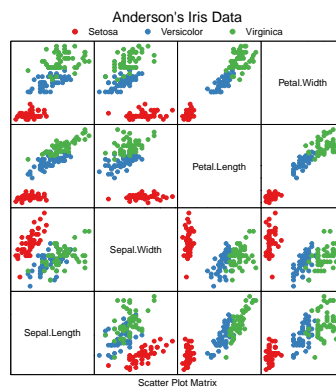 Anderson's Iris Data
Setosa Versicolor Virginica
Petal.Width
Petal.Length
Sepal.Width
Sepal.Length
Scatter Plot Matrix